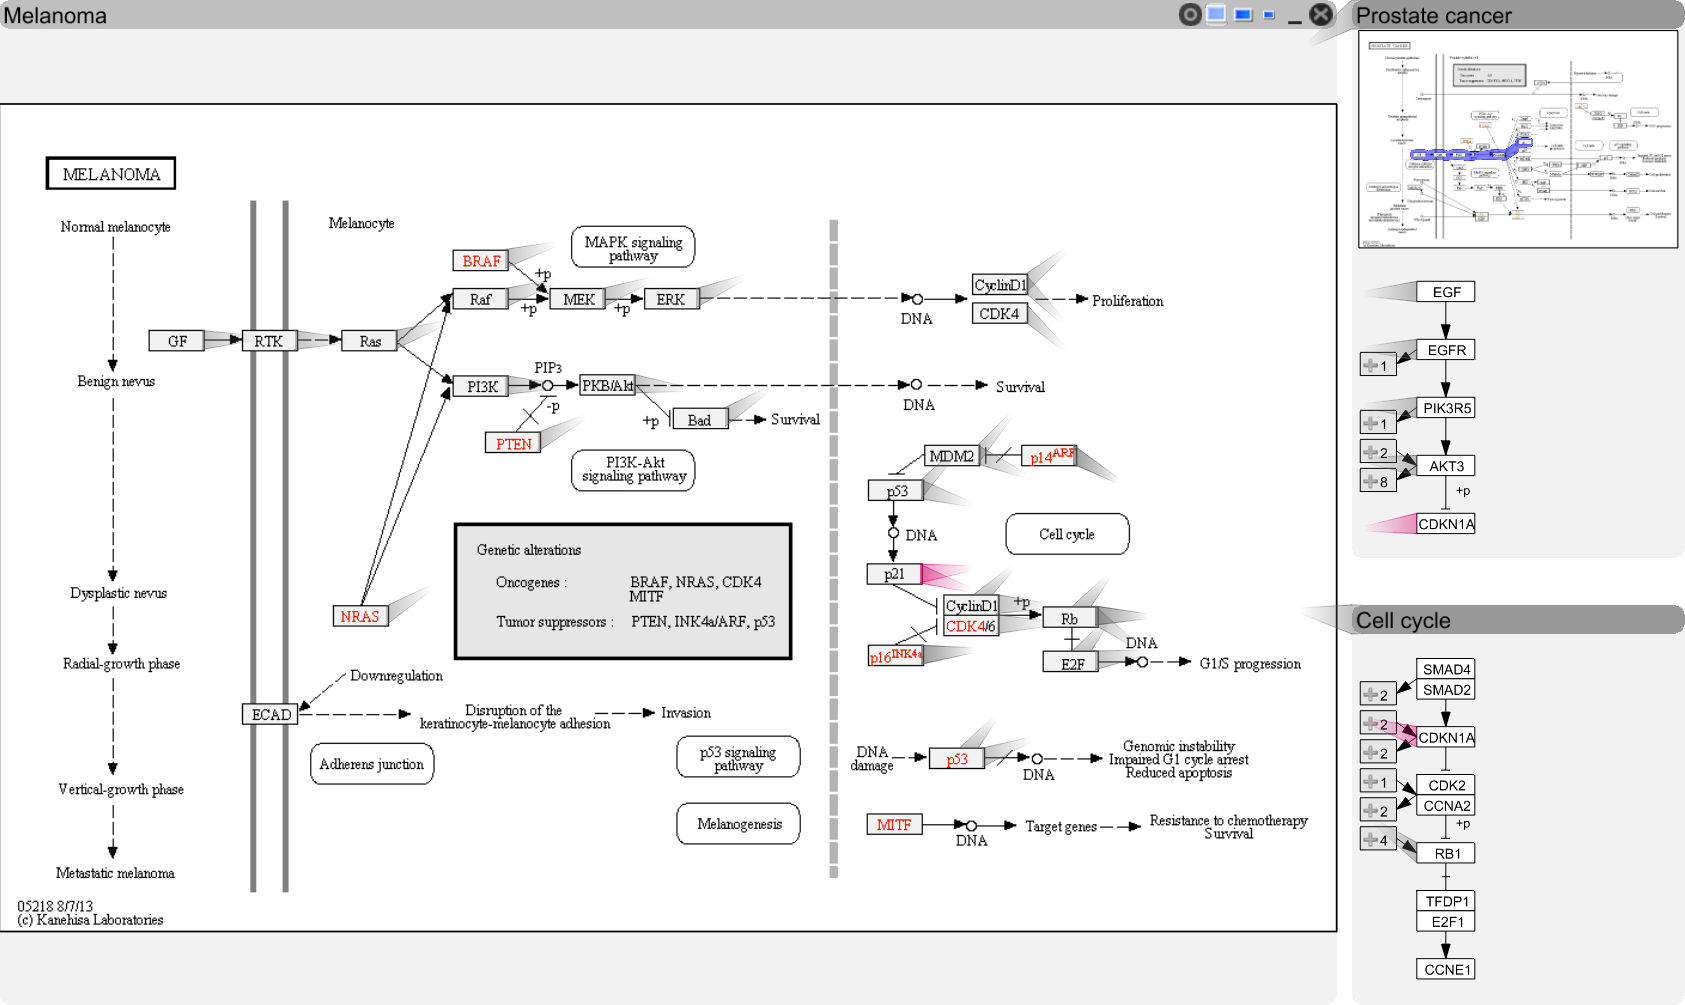 Melanoma
MELANOMA
Normal melanocyte
Benign nevus
Dysplastic nevus
Radial-growth phase
Vertical-growth phase
Metastatic melanoma
05218 8/7/13
(c) Kanehisa Laboratories
Melanocyte
MAPK signaling
pathway
BRAF
+p
Raf
+p
MEK
+p
ERK
DNA
CyclinD1
CDK4
Proliferation
GF
RTK
Ras
PI3K
PIP3
-p
PKB/Akt
DNA
Survival
+p
Bad
Survival
PTEN
PI3K-Akt
signaling pathway
MDM2
p14ARF
p53
DNA
Cell cycle
p21
CyclinD1
CDK4/6
+p
Rb
p16INK4a
E2F
DNA
G1/S progression
Genetic alterations
Oncogenes : BRAF, NRAS, CDK4
MITF
Tumor suppressors : PTEN, INK4a/ARF, p53
NRAS
Downregulation
ECAD
Disruption of the
keratinocyte-melanocyte adhesion
Invasion
Adherens junction
p53 signaling
pathway
Melanogenesis
DNA
damage
p53
DNA
Genomic instability
Impaired G1 cycle arrest
Reduced apoptosis
MITF
DNA
Target genes
Resistance to chemotherapy
Survival
Prostate cancer
EGF
EGFR
+1
PIK3R5
+1
+2
AKT3
+8
+p
CDKN1A
Cell cycle
SMAD4
SMAD2
+2
+2
CDKN1A
+2
+1
CDK2
CCNA2
+2
+p
+4
RB1
TFDP1
E2F1
CCNE1